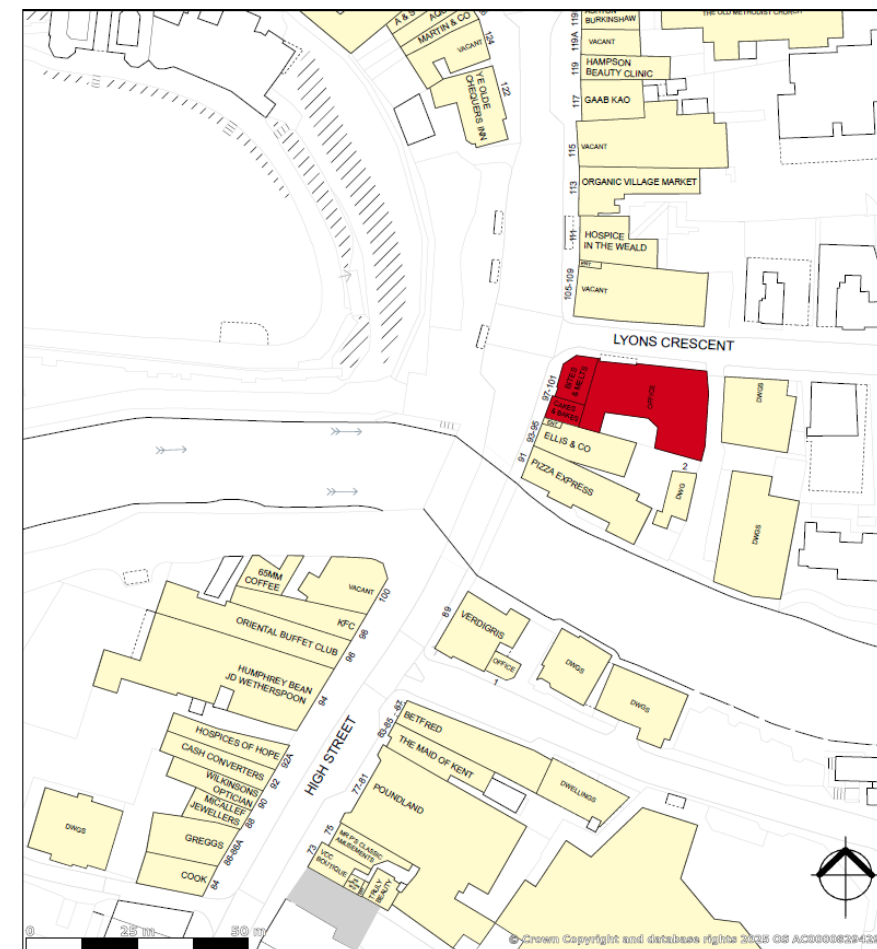 A & S
MARTIN & CO
VACANT
124
YE OLDE
CHEQUERS INN
122
119
BURKINSHAW
THE OLD METHODIST CHURCH
119A
VACANT
119
HAMPSON
BEAUTY CLINIC
117
GAAB KAO
115
VACANT
113
ORGANIC VILLAGE MARKET
111
HOSPICE
IN THE WEALD
105-109
VACANT
LYONS CRESCENT
97-101
BITES
& MELTS
OFFICE
CAKES
& BAKES
93-95
ELLIS & CO
91
PIZZA EXPRESS
2
DWG
DWGS
DWGS
65MM
COFFEE
VACANT
100
KFC
98
ORIENTAL BUFFET CLUB
96
HUMPHREY BEAN
JD WETHERSPOON
94
HOSPICES OF HOPE
92A
CASH CONVERTERS
92
WILKINSONS
OPTICIAN
90
MICALLEF
JEWELLERS
88
GREGGS
86-86A
COOK
84
DWGS
HIGH STREET
89
VERDIGRIS
OFFICE
1
DWGS
DWGS
83-85 - 87
BETFRED
THE MAID OF KENT
DWELLINGS
77-81
POUNDLAND
75
MR P'S CLASSIC
AMUSEMENTS
73
VCC
BOUTIQUE
TRULY
BEAUTY
0
25 m
50 m
© Crown Copyright and database rights 2025 OS AC0000829429